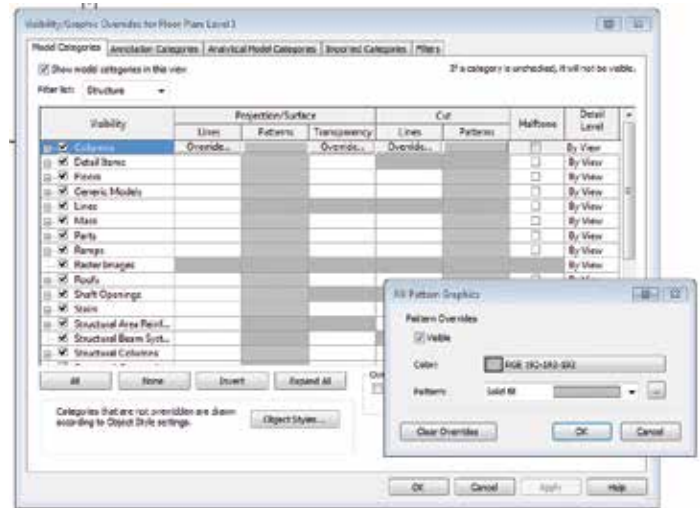 Visibility/Graphic Overrides for Floor Plan: Level 3
Model Categories Annotation Categories Analytical Model Categories Imported Categories Filters
Show model categories in this view
If a category is unchecked, it will not be visible.
Filter list: Structure
Visibility Projection/Surface Cut Halftone Detail Level
Lines Patterns Transparency Lines Patterns
Columns Override... Override... Override... By View
Detail Items By View
Floors By View
Generic Models By View
Lines By View
Mass By View
Parts By View
Ramps By View
Raster Images By View
Roofs
Shaft Openings
Stairs
Structural Area Reinf...
Structural Beam Syst...
Structural Columns
All None Invert Expand All
Categories that are not overridden are drawn
according to Object Style settings.
Object Styles...
OK Cancel Apply Help
Fill Pattern Graphics
Pattern Overrides
Visible
Color: RGB 192-192-192
Pattern: Solid fill
Clear Overrides OK Cancel